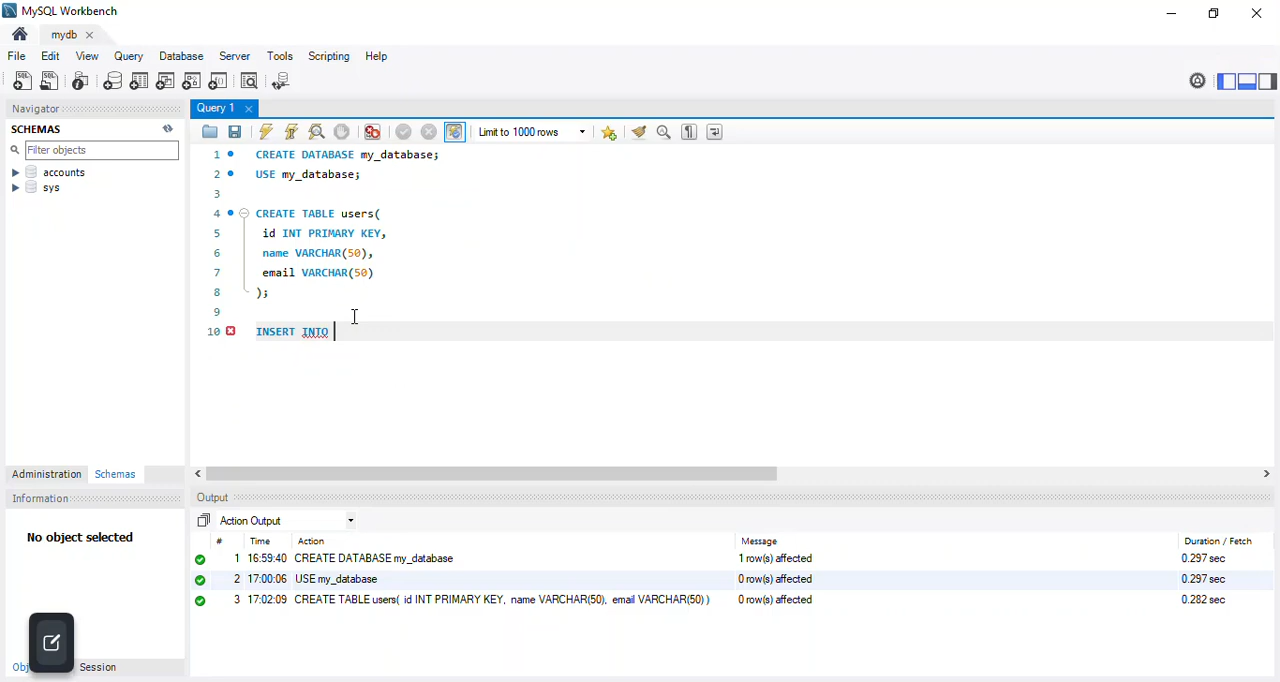 MySQL Workbench
mydb
File Edit View Query Database Server Tools Scripting Help
Navigator
SCHEMAS
Filter objects
accounts
sys
Administration Schemas
Information
No object selected
Obj Session
Query 1
Limit to 1000 rows
1 CREATE DATABASE my_database;
2 USE my_database;
3
4 CREATE TABLE users(
5 id INT PRIMARY KEY,
6 name VARCHAR(50),
7 email VARCHAR(50)
8 );
9
10 INSERT INTO
Output
Action Output
# Time Action Message Duration / Fetch
1 16:59:40 CREATE DATABASE my_database 1 row(s) affected 0.297 sec
2 17:00:06 USE my_database 0 row(s) affected 0.297 sec
3 17:02:09 CREATE TABLE users( id INT PRIMARY KEY, name VARCHAR(50), email VARCHAR(50) ) 0 row(s) affected 0.282 sec